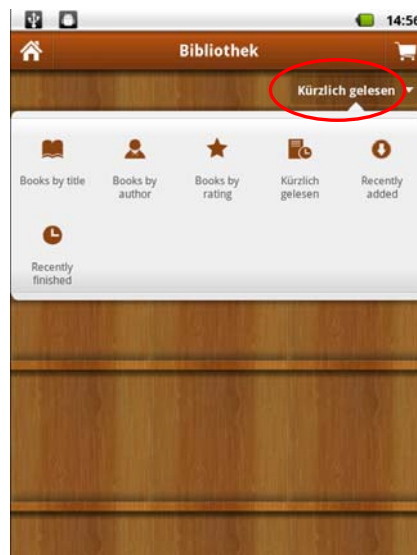 14:56
Bibliothek
Kürzlich gelesen
Books by title
Books by
author
Books by
rating
Kürzlich
gelesen
Recently
added
Recently
finished